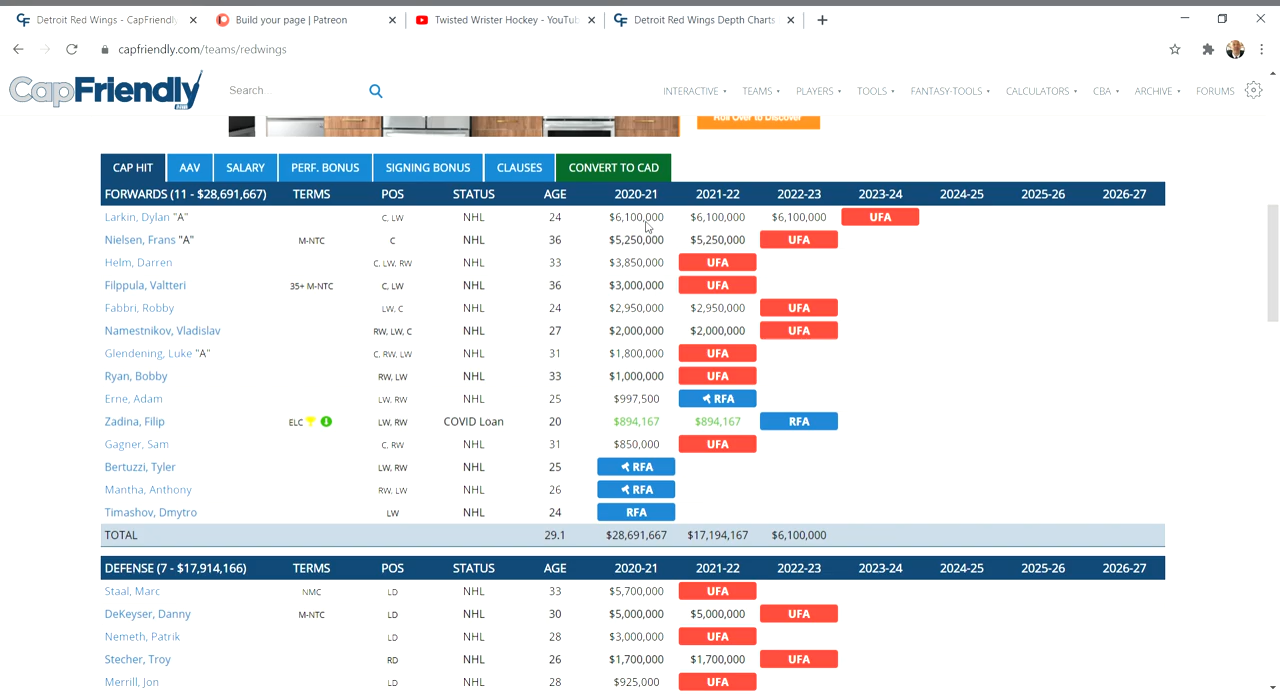 Detroit Red Wings - CapFriendly
Build your page | Patreon
Twisted Wrister Hockey - YouTub
Detroit Red Wings Depth Charts
capfriendly.com/teams/redwings
CapFriendly
Search...
INTERACTIVE TEAMS PLAYERS TOOLS FANTASY-TOOLS CALCULATORS CBA ARCHIVE FORUMS
Roll Over to Discover
CAP HIT AAV SALARY PERF. BONUS SIGNING BONUS CLAUSES CONVERT TO CAD
FORWARDS (11 - $28,691,667) TERMS POS STATUS AGE 2020-21 2021-22 2022-23 2023-24 2024-25 2025-26 2026-27
Larkin, Dylan "A" C, LW NHL 24 $6,100,000 $6,100,000 $6,100,000 UFA
Nielsen, Frans "A" M-NTC C NHL 36 $5,250,000 $5,250,000 UFA
Helm, Darren C, LW, RW NHL 33 $3,850,000 UFA
Filppula, Valtteri 35+ M-NTC C, LW NHL 36 $3,000,000 UFA
Fabbri, Robby LW, C NHL 24 $2,950,000 $2,950,000 UFA
Namestnikov, Vladislav RW, LW, C NHL 27 $2,000,000 $2,000,000 UFA
Glendening, Luke "A" C, RW, LW NHL 31 $1,800,000 UFA
Ryan, Bobby RW, LW NHL 33 $1,000,000 UFA
Erne, Adam LW, RW NHL 25 $997,500 RFA
Zadina, Filip ELC LW, RW COVID Loan 20 $894,167 $894,167 RFA
Gagner, Sam C, RW NHL 31 $850,000 UFA
Bertuzzi, Tyler LW, RW NHL 25 RFA
Mantha, Anthony RW, LW NHL 26 RFA
Timashov, Dmytro LW NHL 24 RFA
TOTAL 29.1 $28,691,667 $17,194,167 $6,100,000
DEFENSE (7 - $17,914,166) TERMS POS STATUS AGE 2020-21 2021-22 2022-23 2023-24 2024-25 2025-26 2026-27
Staal, Marc NMC LD NHL 33 $5,700,000 UFA
DeKeyser, Danny M-NTC LD NHL 30 $5,000,000 $5,000,000 UFA
Nemeth, Patrik LD NHL 28 $3,000,000 UFA
Stecher, Troy RD NHL 26 $1,700,000 $1,700,000 UFA
Merrill, Jon LD NHL 28 $925,000 UFA